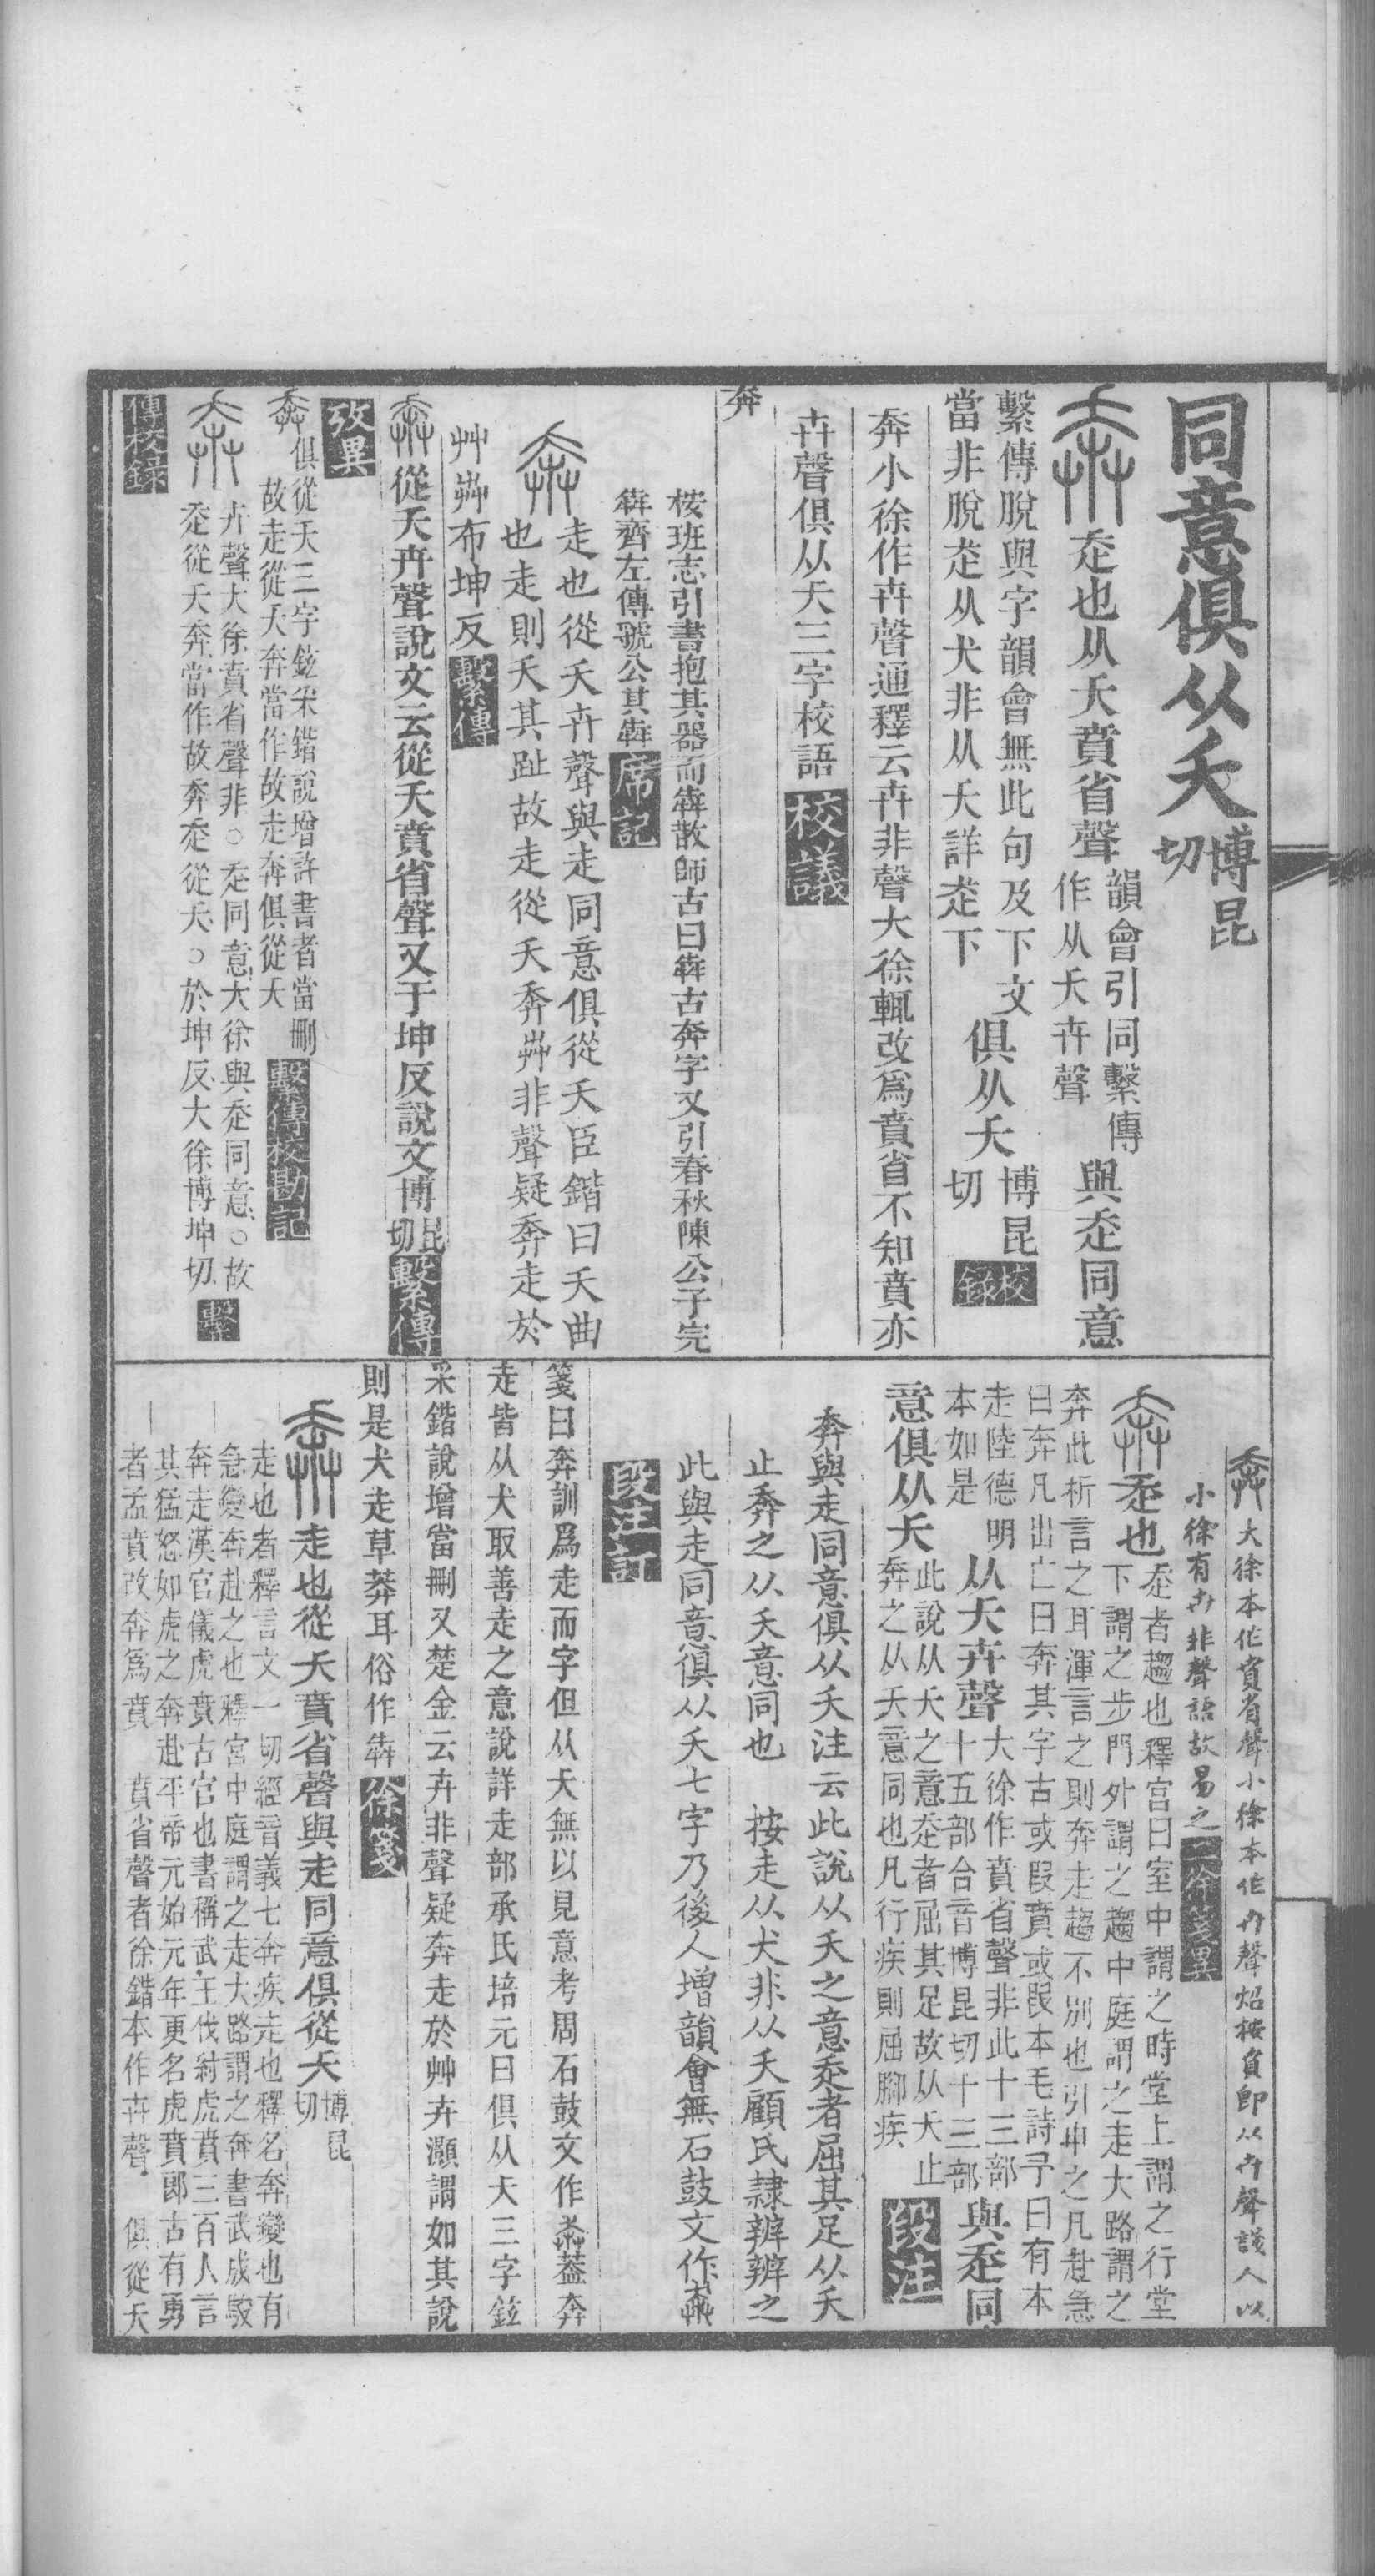 同意俱从夭博昆切
走也从夭賁省聲韻會引同繫傳
作从夭卉聲與走同意
繫傳脫與字韻會無此句及下文俱从夭博昆
當非脫走从犬非从夭詳走下切校錄
奔小徐作卉聲通釋云卉非聲大徐輒改爲賁省不知賁亦
卉聲俱从夭三字校語校議
奔
桉班志引書抱其器而犇散師古曰犇古奔字又引春秋陳公子完
犇齊左傳虢公其犇席記
走也從夭卉聲與走同意俱從夭臣鍇曰夭曲
也走則夭其趾故走從夭奔艸非聲疑奔走於
艸布坤反繫傳
從夭卉聲說文云從夭賁省聲又于坤反說文博昆切繫傳
攷異
奔俱從夭三字鉉采鍇說增許書者當刪
故走從夭奔當作故走奔俱從夭繫傳校勘記
卉聲大徐賁省聲非○走同意大徐與走同意○故
走從夭奔當作故奔走從夭○於坤反大徐博坤切繫
傳校錄
大徐本作賁省聲小徐本作卉聲炤桉賁卽从卉聲淺人以
小徐有卉非聲語故易之二徐箋異
走也走者趨也釋宮曰室中謂之時堂上謂之行堂
下謂之步門外謂之趨中庭謂之走大路謂之
奔此析言之耳渾言之則奔走趨不別也引申之凡赴急
曰奔凡出亡曰奔其字古或叚賁或叚本毛詩予曰有本
走陸德明从夭卉聲大徐作賁省聲非此十三部與走同
本如是十五部合音博昆切十三部
意俱从夭此說从夭之意走者屈其足故从夭止
奔之从夭意同也凡行疾則屈腳疾段注
奔與走同意俱从夭注云此說从夭之意走者屈其足从夭
止奔之从夭意同也 按走从犬非从夭顧氏隷辨辨之
此與走同意俱从夭七字乃後人增韻會無石鼓文作
段注訂
箋曰奔訓爲走而字但从夭無以見意考周石鼓文作葢奔
走皆从犬取善走之意說詳走部承氏培元曰俱从夭三字鉉
采鍇說增當刪又楚金云卉非聲疑奔走於艸卉灝謂如其說
則是犬走草莽耳俗作犇徐箋
走也從夭賁省聲與走同意俱從夭博昆切
走也者釋言文一切經音義七奔疾走也釋名奔變也有
急變奔赴之也釋宮中庭謂之走大路謂之奔書武成駿
奔走漢官儀虎賁古官也書稱武王伐紂虎賁三百人言
其猛怒如虎之奔赴平帝元始元年更名虎賁郎古有勇
者孟賁改奔爲賁 賁省聲者徐鍇本作卉聲 俱從夭